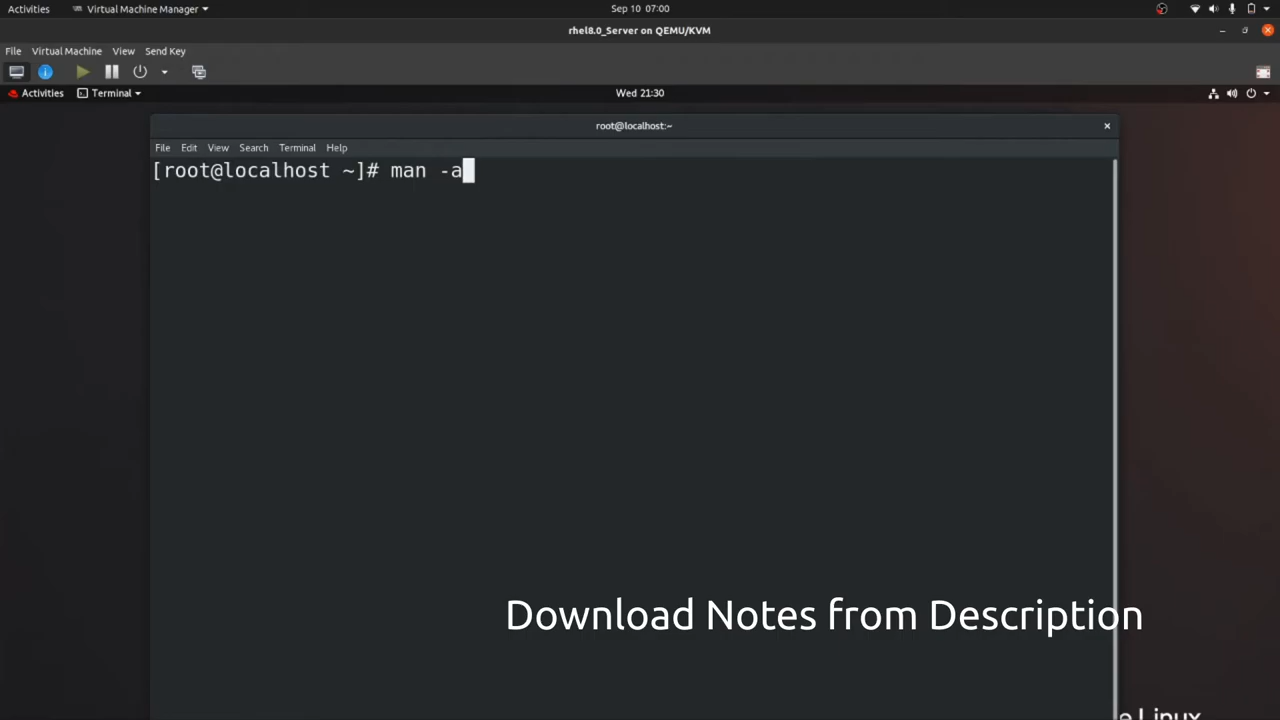 Activities Virtual Machine Manager Sep 10 07:00
rhel8.0_Server on QEMU/KVM
File Virtual Machine View Send Key
Activities Terminal Wed 21:30
root@localhost:~
File Edit View Search Terminal Help
[root@localhost ~]# man -a
Download Notes from Description
Linux